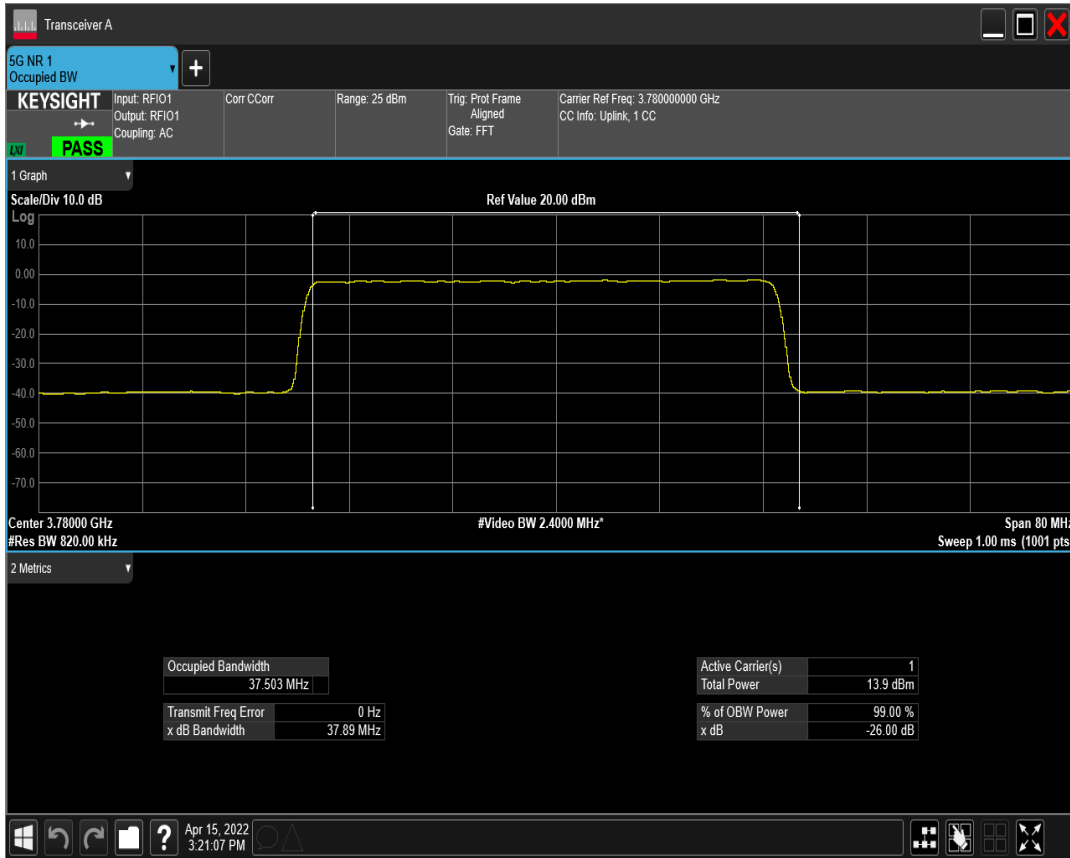 Transceiver A
5G NR 1
Occupied BW
KEYSIGHT
LXI
PASS
Input: RFIO1
Output: RFIO1
Coupling: AC
Corr CCorr
Range: 25 dBm
Trig: Prot Frame
Aligned
Gate: FFT
Carrier Ref Freq: 3.780000000 GHz
CC Info: Uplink, 1 CC
1 Graph
Scale/Div 10.0 dB
Ref Value 20.00 dBm
Log
10.0
0.00
-10.0
-20.0
-30.0
-40.0
-50.0
-60.0
-70.0
Center 3.78000 GHz
#Video BW 2.4000 MHz*
Span 80 MHz
#Res BW 820.00 kHz
Sweep 1.00 ms (1001 pts
2 Metrics
Occupied Bandwidth
37.503 MHz
Transmit Freq Error 0 Hz
x dB Bandwidth 37.89 MHz
Active Carrier(s) 1
Total Power 13.9 dBm
% of OBW Power 99.00 %
x dB -26.00 dB
?
Apr 15, 2022
3:21:07 PM